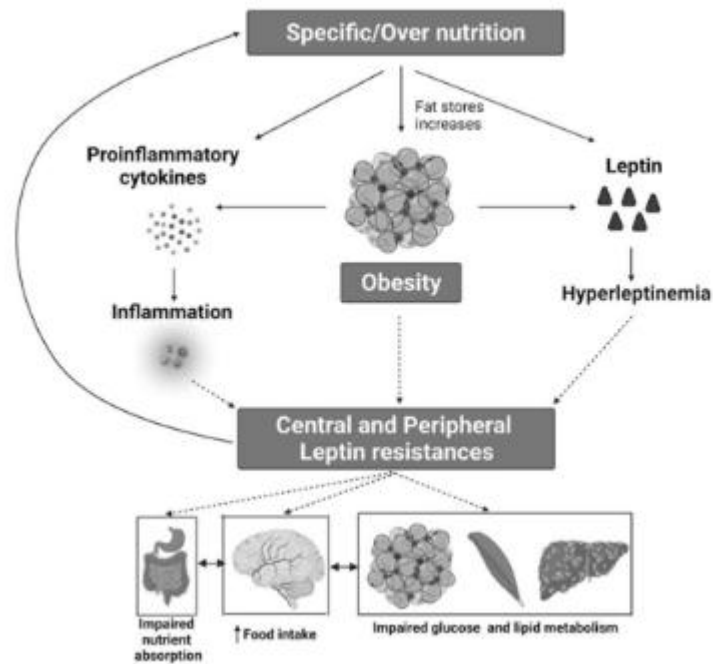 Specific/Over nutrition
Fat stores
increases
Proinflammatory
cytokines
Leptin
Obesity
Inflammation
Hyperleptinemia
Central and Peripheral
Leptin resistances
Impaired
nutrient
absorption
↑Food intake
Impaired glucose and lipid metabolism